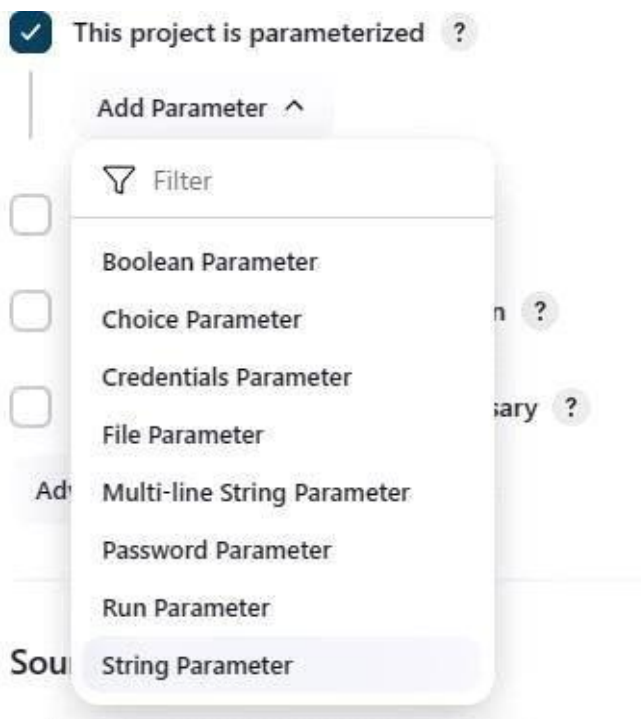 This project is parameterized ?
Add Parameter
Filter
Boolean Parameter
Choice Parameter
n ?
Credentials Parameter
sary ?
File Parameter
Adv
Multi-line String Parameter
Password Parameter
Run Parameter
Sou
String Parameter